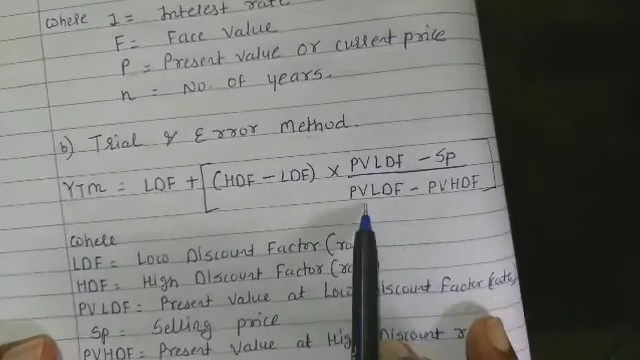 where I = Interest rate
F = Face Value
P = Present value or current price
n = No. of years.
b) Trial & Error method.
YTM = LDF + [(HDF - LDF) × PVLDF - SP / PVLDF - PVHDF]
where
LDF = Low Discount Factor (
HDF = High Discount Factor (
PVLDF = Present Value at Low Discount Factor (rate)
SP = Selling price
PVHDF = Present Value at High Discount